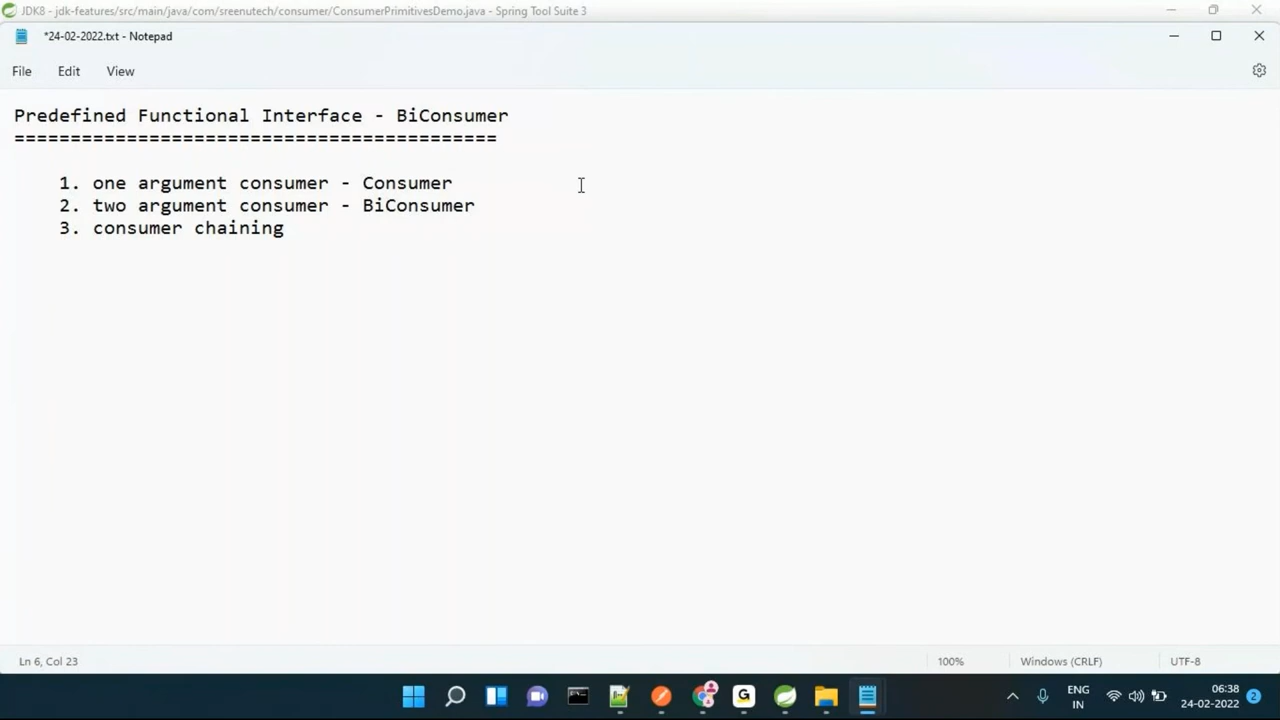 JDK8 - jdk-features/src/main/java/com/sreenutech/consumer/ConsumerPrimitivesDemo.java - Spring Tool Suite 3
*24-02-2022.txt - Notepad
File Edit View
Predefined Functional Interface - BiConsumer
===========================================
1. one argument consumer - Consumer
2. two argument consumer - BiConsumer
3. consumer chaining
Ln 6, Col 23 100% Windows (CRLF) UTF-8
ENG
IN
06:38
24-02-2022
2
G